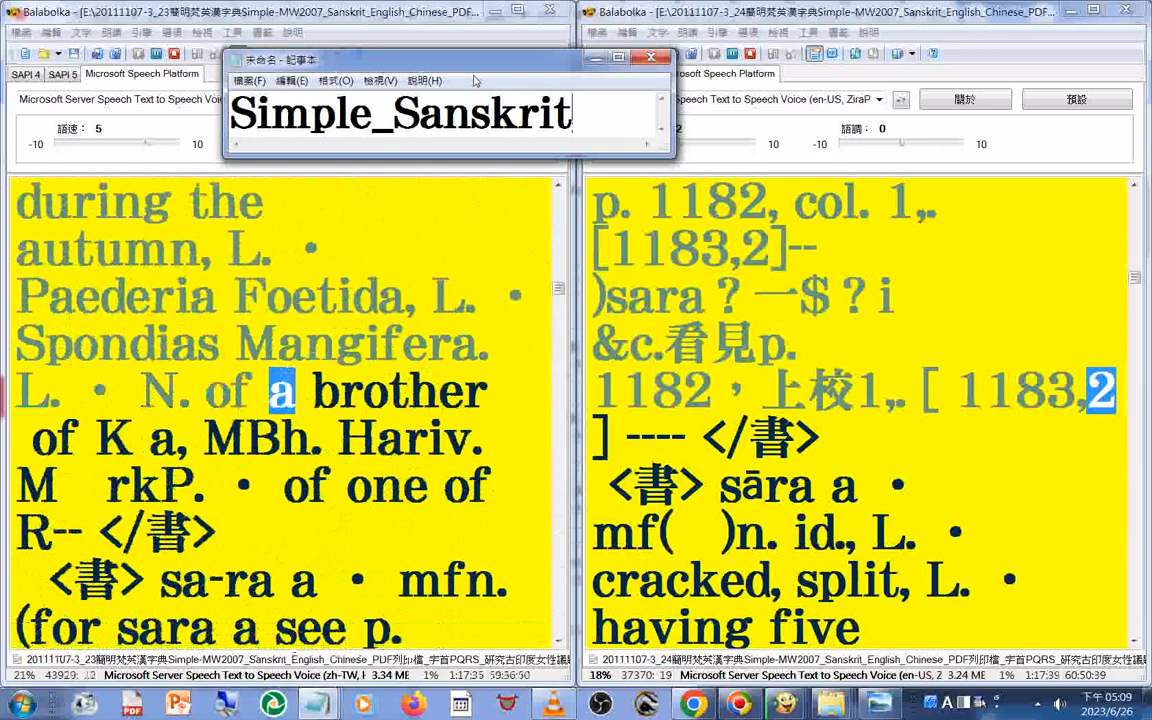 Balabolka - [E:\20111107-3_23簡明梵英漢字典Simple-MW2007_Sanskrit_English_Chinese_PDF...
SAPI 4 SAPI 5 Microsoft Speech Platform
Microsoft Server Speech Text to Speech Voice
語速： 5
-10 10
during the
autumn, L. •
Paederia Foetida, L. •
Spondias Mangifera.
L. • N. of a brother
of K a, MBh. Hariv.
M rkP. • of one of
R-- </書>
<書> sa-ra a • mfn.
(for sara a see p.
21% Microsoft Server Speech Text to Speech Voice (zh-TW, 3.34 MB 1% 1:17:35 59:36:50
未命名 - 記事本
檔案(F) 編輯(E) 格式(O) 檢視(V) 說明(H)
Simple_Sanskrit
Balabolka - [E:\20111107-3_24簡明梵英漢字典Simple-MW2007_Sanskrit_English_Chinese_PDF...
Speech Text to Speech Voice (en-US, ZiraP 關於 預設
2 語調： 0
10 -10 10
p. 1182, col. 1,.
[1183,2]--
)sara？一$？i
&c.看見p.
1182，上校1,. [ 1183,2
] ---- </書>
<書> sāra a •
mf( )n. id., L. •
cracked, split, L. •
having five
18% 37370: 19 Microsoft Server Speech Text to Speech Voice (en-US, 3.24 MB 1% 1:17:39 60:50:39
下午 05:09
2023/6/26